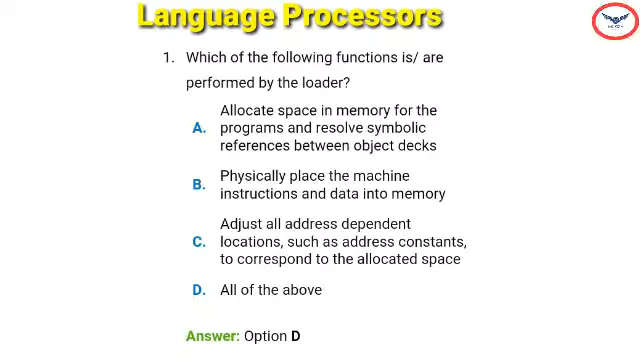 Language Processors
1. Which of the following functions is/ are
performed by the loader?
Allocate space in memory for the
A. programs and resolve symbolic
references between object decks
B. Physically place the machine
instructions and data into memory
Adjust all address dependent
C. locations, such as address constants,
to correspond to the allocated space
D. All of the above
Answer: Option D